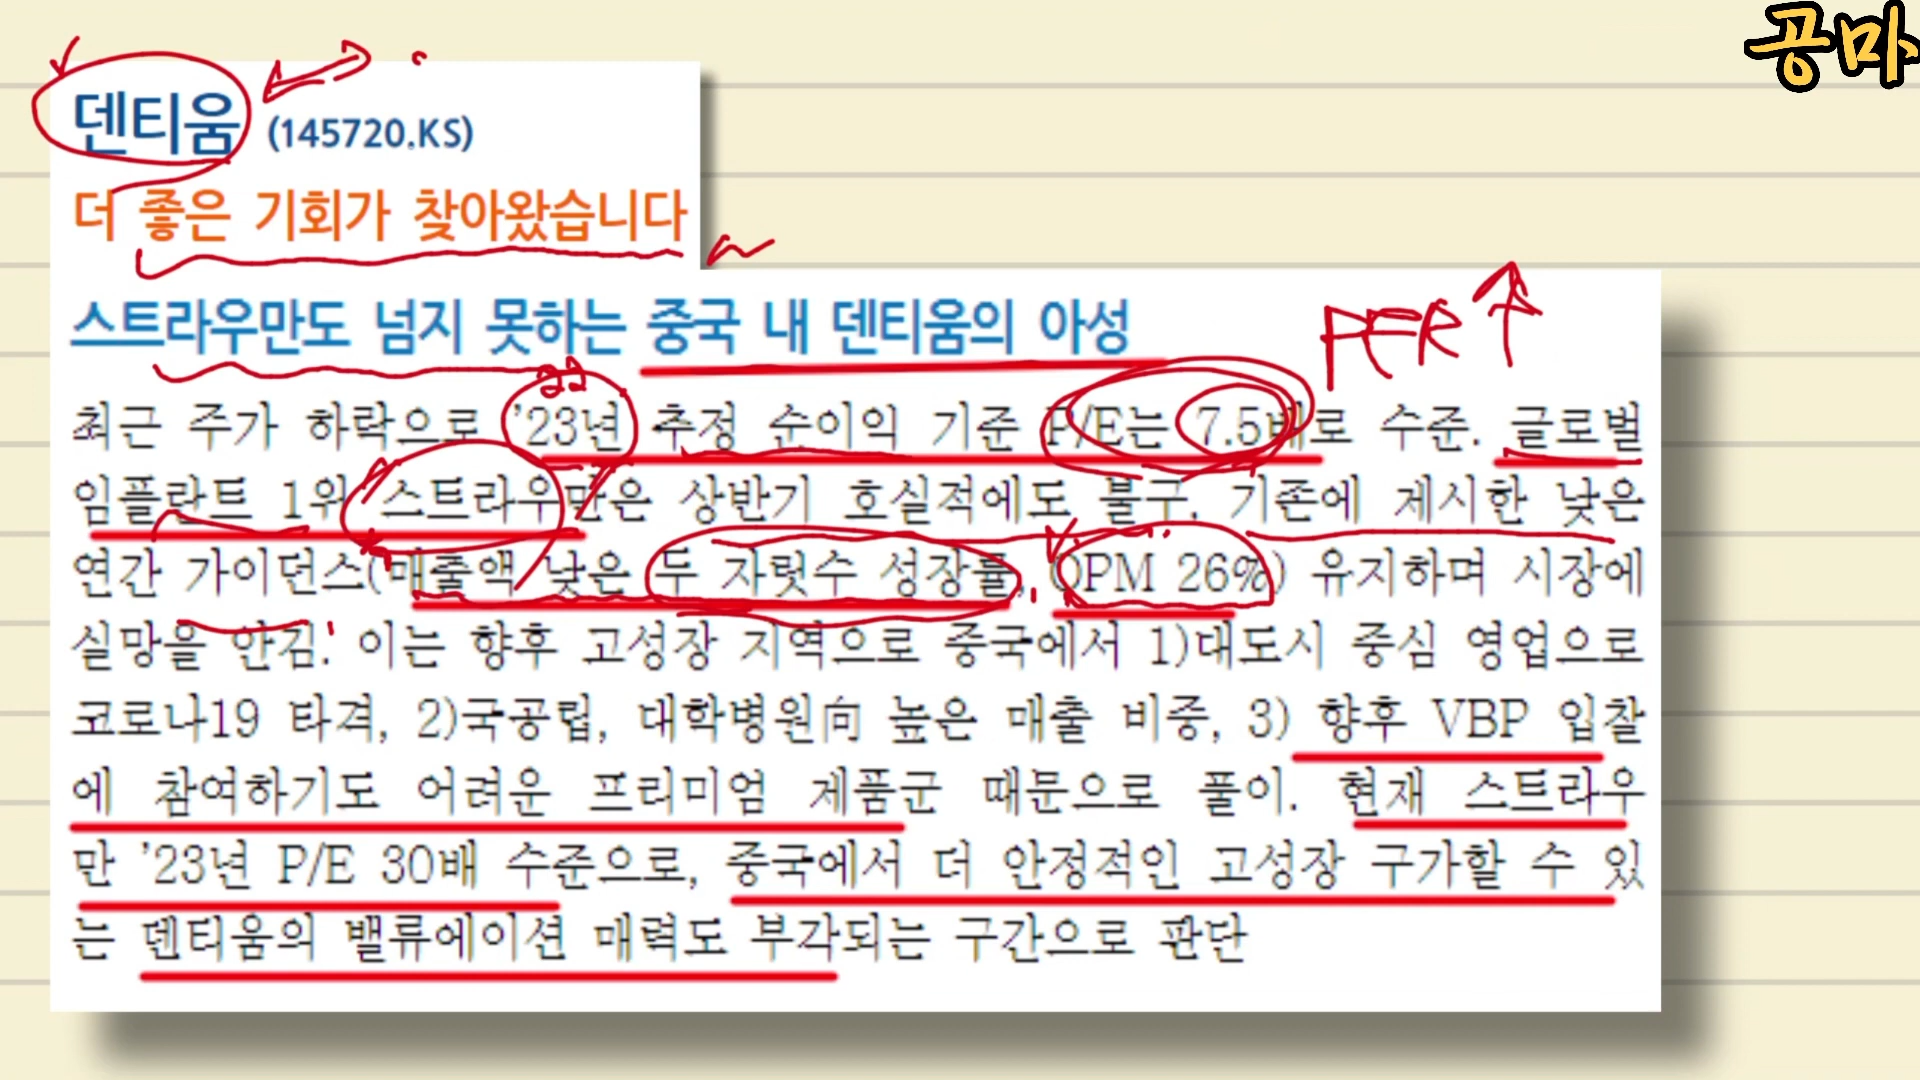 공마
덴티움 (145720.KS)
더 좋은 기회가 찾아왔습니다
스트라우만도 넘지 못하는 중국 내 덴티움의 아성
PER
최근 주가 하락으로 ’23년 추정 순이익 기준 P/E는 7.5배로 수준. 글로벌
임플란트 1위 스트라우만은 상반기 호실적에도 불구, 기존에 제시한 낮은
연간 가이던스(매출액 낮은 두 자릿수 성장률, OPM 26%) 유지하며 시장에
실망을 안김. 이는 향후 고성장 지역으로 중국에서 1)대도시 중심 영업으로
코로나19 타격, 2)국공립, 대학병원向 높은 매출 비중, 3) 향후 VBP 입찰
에 참여하기도 어려운 프리미엄 제품군 때문으로 풀이. 현재 스트라우
만 ’23년 P/E 30배 수준으로, 중국에서 더 안정적인 고성장 구가할 수 있
는 덴티움의 밸류에이션 매력도 부각되는 구간으로 판단